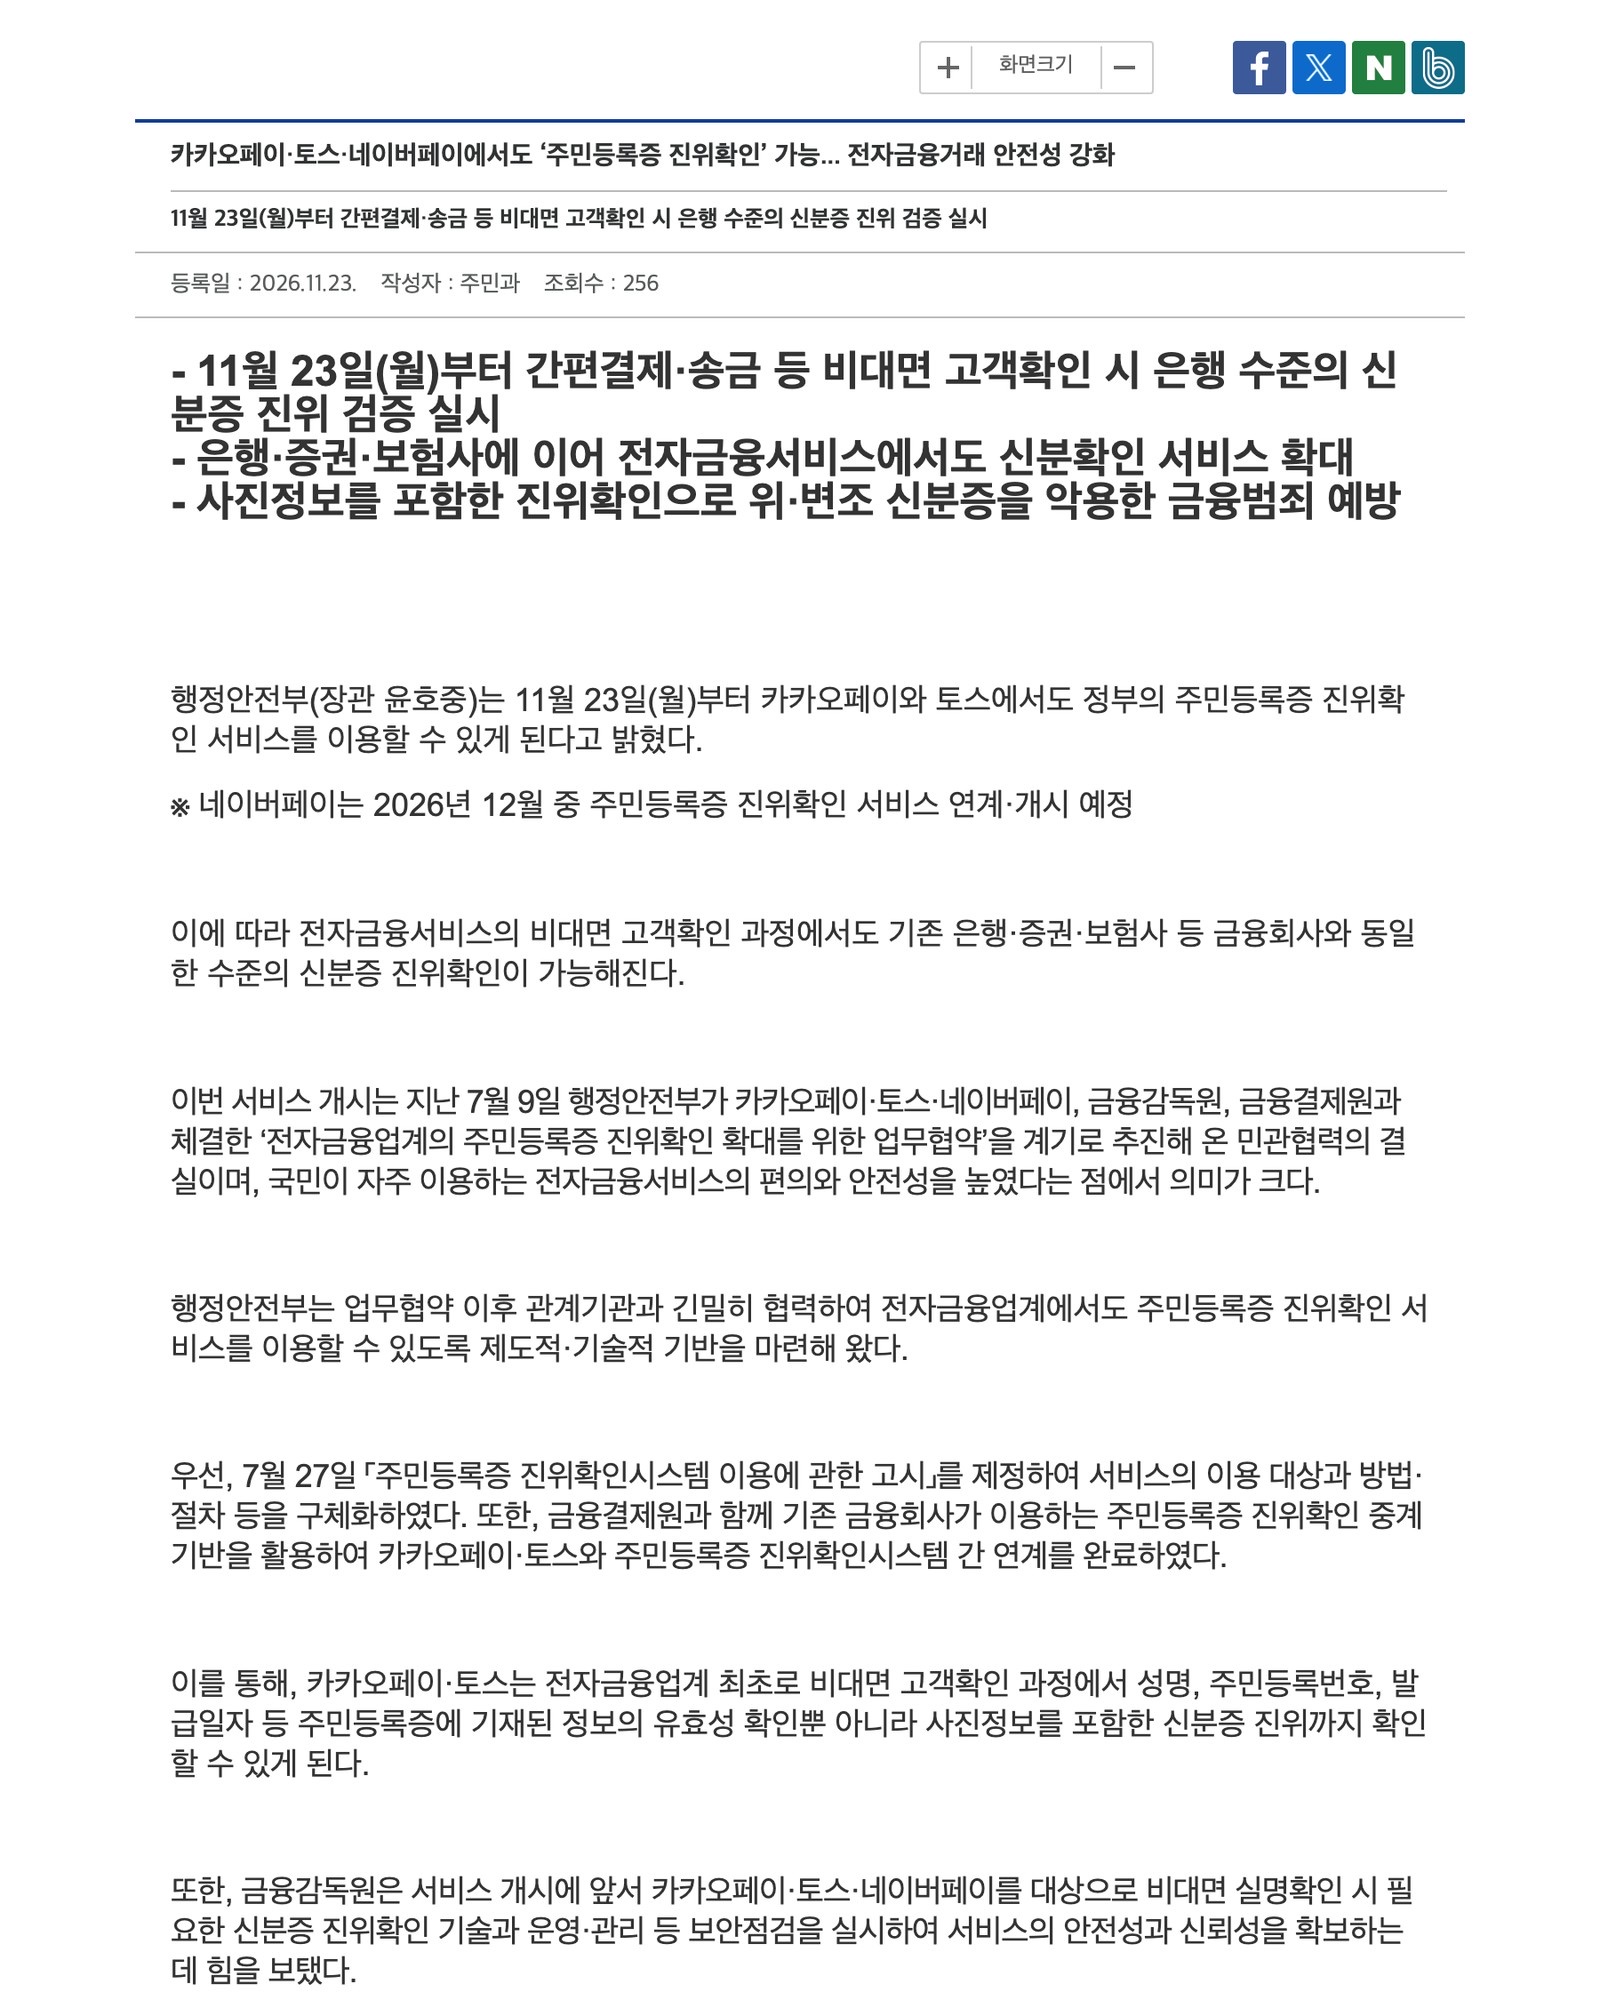 화면크기
카카오페이·토스·네이버페이에서도 ‘주민등록증 진위확인’ 가능... 전자금융거래 안전성 강화
11월 23일(월)부터 간편결제·송금 등 비대면 고객확인 시 은행 수준의 신분증 진위 검증 실시
등록일 : 2026.11.23. 작성자 : 주민과 조회수 : 256
- 11월 23일(월)부터 간편결제·송금 등 비대면 고객확인 시 은행 수준의 신
분증 진위 검증 실시
- 은행·증권·보험사에 이어 전자금융서비스에서도 신분확인 서비스 확대
- 사진정보를 포함한 진위확인으로 위·변조 신분증을 악용한 금융범죄 예방
행정안전부(장관 윤호중)는 11월 23일(월)부터 카카오페이와 토스에서도 정부의 주민등록증 진위확
인 서비스를 이용할 수 있게 된다고 밝혔다.
※ 네이버페이는 2026년 12월 중 주민등록증 진위확인 서비스 연계·개시 예정
이에 따라 전자금융서비스의 비대면 고객확인 과정에서도 기존 은행·증권·보험사 등 금융회사와 동일
한 수준의 신분증 진위확인이 가능해진다.
이번 서비스 개시는 지난 7월 9일 행정안전부가 카카오페이·토스·네이버페이, 금융감독원, 금융결제원과
체결한 ‘전자금융업계의 주민등록증 진위확인 확대를 위한 업무협약’을 계기로 추진해 온 민관협력의 결
실이며, 국민이 자주 이용하는 전자금융서비스의 편의와 안전성을 높였다는 점에서 의미가 크다.
행정안전부는 업무협약 이후 관계기관과 긴밀히 협력하여 전자금융업계에서도 주민등록증 진위확인 서
비스를 이용할 수 있도록 제도적·기술적 기반을 마련해 왔다.
우선, 7월 27일 「주민등록증 진위확인시스템 이용에 관한 고시」를 제정하여 서비스의 이용 대상과 방법·
절차 등을 구체화하였다. 또한, 금융결제원과 함께 기존 금융회사가 이용하는 주민등록증 진위확인 중계
기반을 활용하여 카카오페이·토스와 주민등록증 진위확인시스템 간 연계를 완료하였다.
이를 통해, 카카오페이·토스는 전자금융업계 최초로 비대면 고객확인 과정에서 성명, 주민등록번호, 발
급일자 등 주민등록증에 기재된 정보의 유효성 확인뿐 아니라 사진정보를 포함한 신분증 진위까지 확인
할 수 있게 된다.
또한, 금융감독원은 서비스 개시에 앞서 카카오페이·토스·네이버페이를 대상으로 비대면 실명확인 시 필
요한 신분증 진위확인 기술과 운영·관리 등 보안점검을 실시하여 서비스의 안전성과 신뢰성을 확보하는
데 힘을 보탰다.